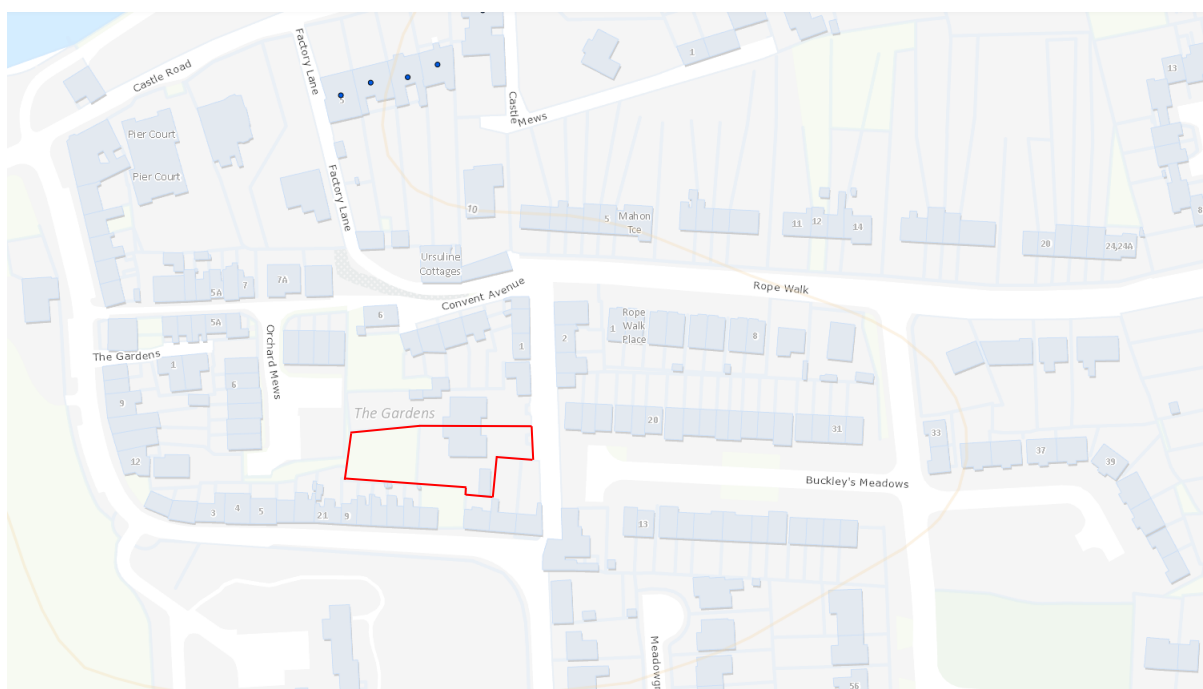 Factory Lane
1
13
Castle Road
5
Castle
Mews
Pier Court
Pier Court
Factory Lane
10
5
Mahon
Tce
11
12
14
20
24,24A
8
Ursuline
Cottages
5A
7
7A
Convent Avenue
Rope Walk
5A
6
Orchard Mews
1
2
1
Rope
Walk
Place
8
The Gardens
1
6
9
The Gardens
20
31
33
37
39
12
Buckley's Meadows
3
4
5
21
9
13
Meadowg
56